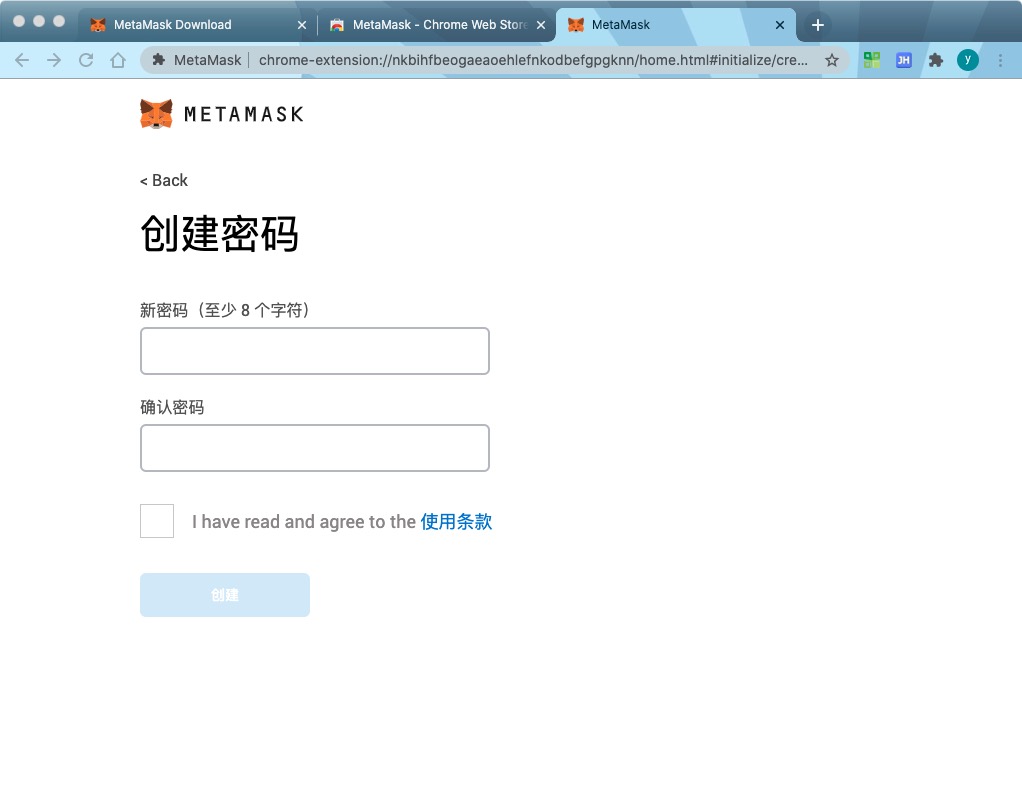 MetaMask Download
MetaMask - Chrome Web Store
MetaMask
MetaMask
chrome-extension://nkbihfbeogaeaoehlefnkodbefgpgknn/home.html#initialize/cre...
JH
y
METAMASK
< Back
创建密码
新密码（至少 8 个字符）
确认密码
I have read and agree to the 使用条款
创建